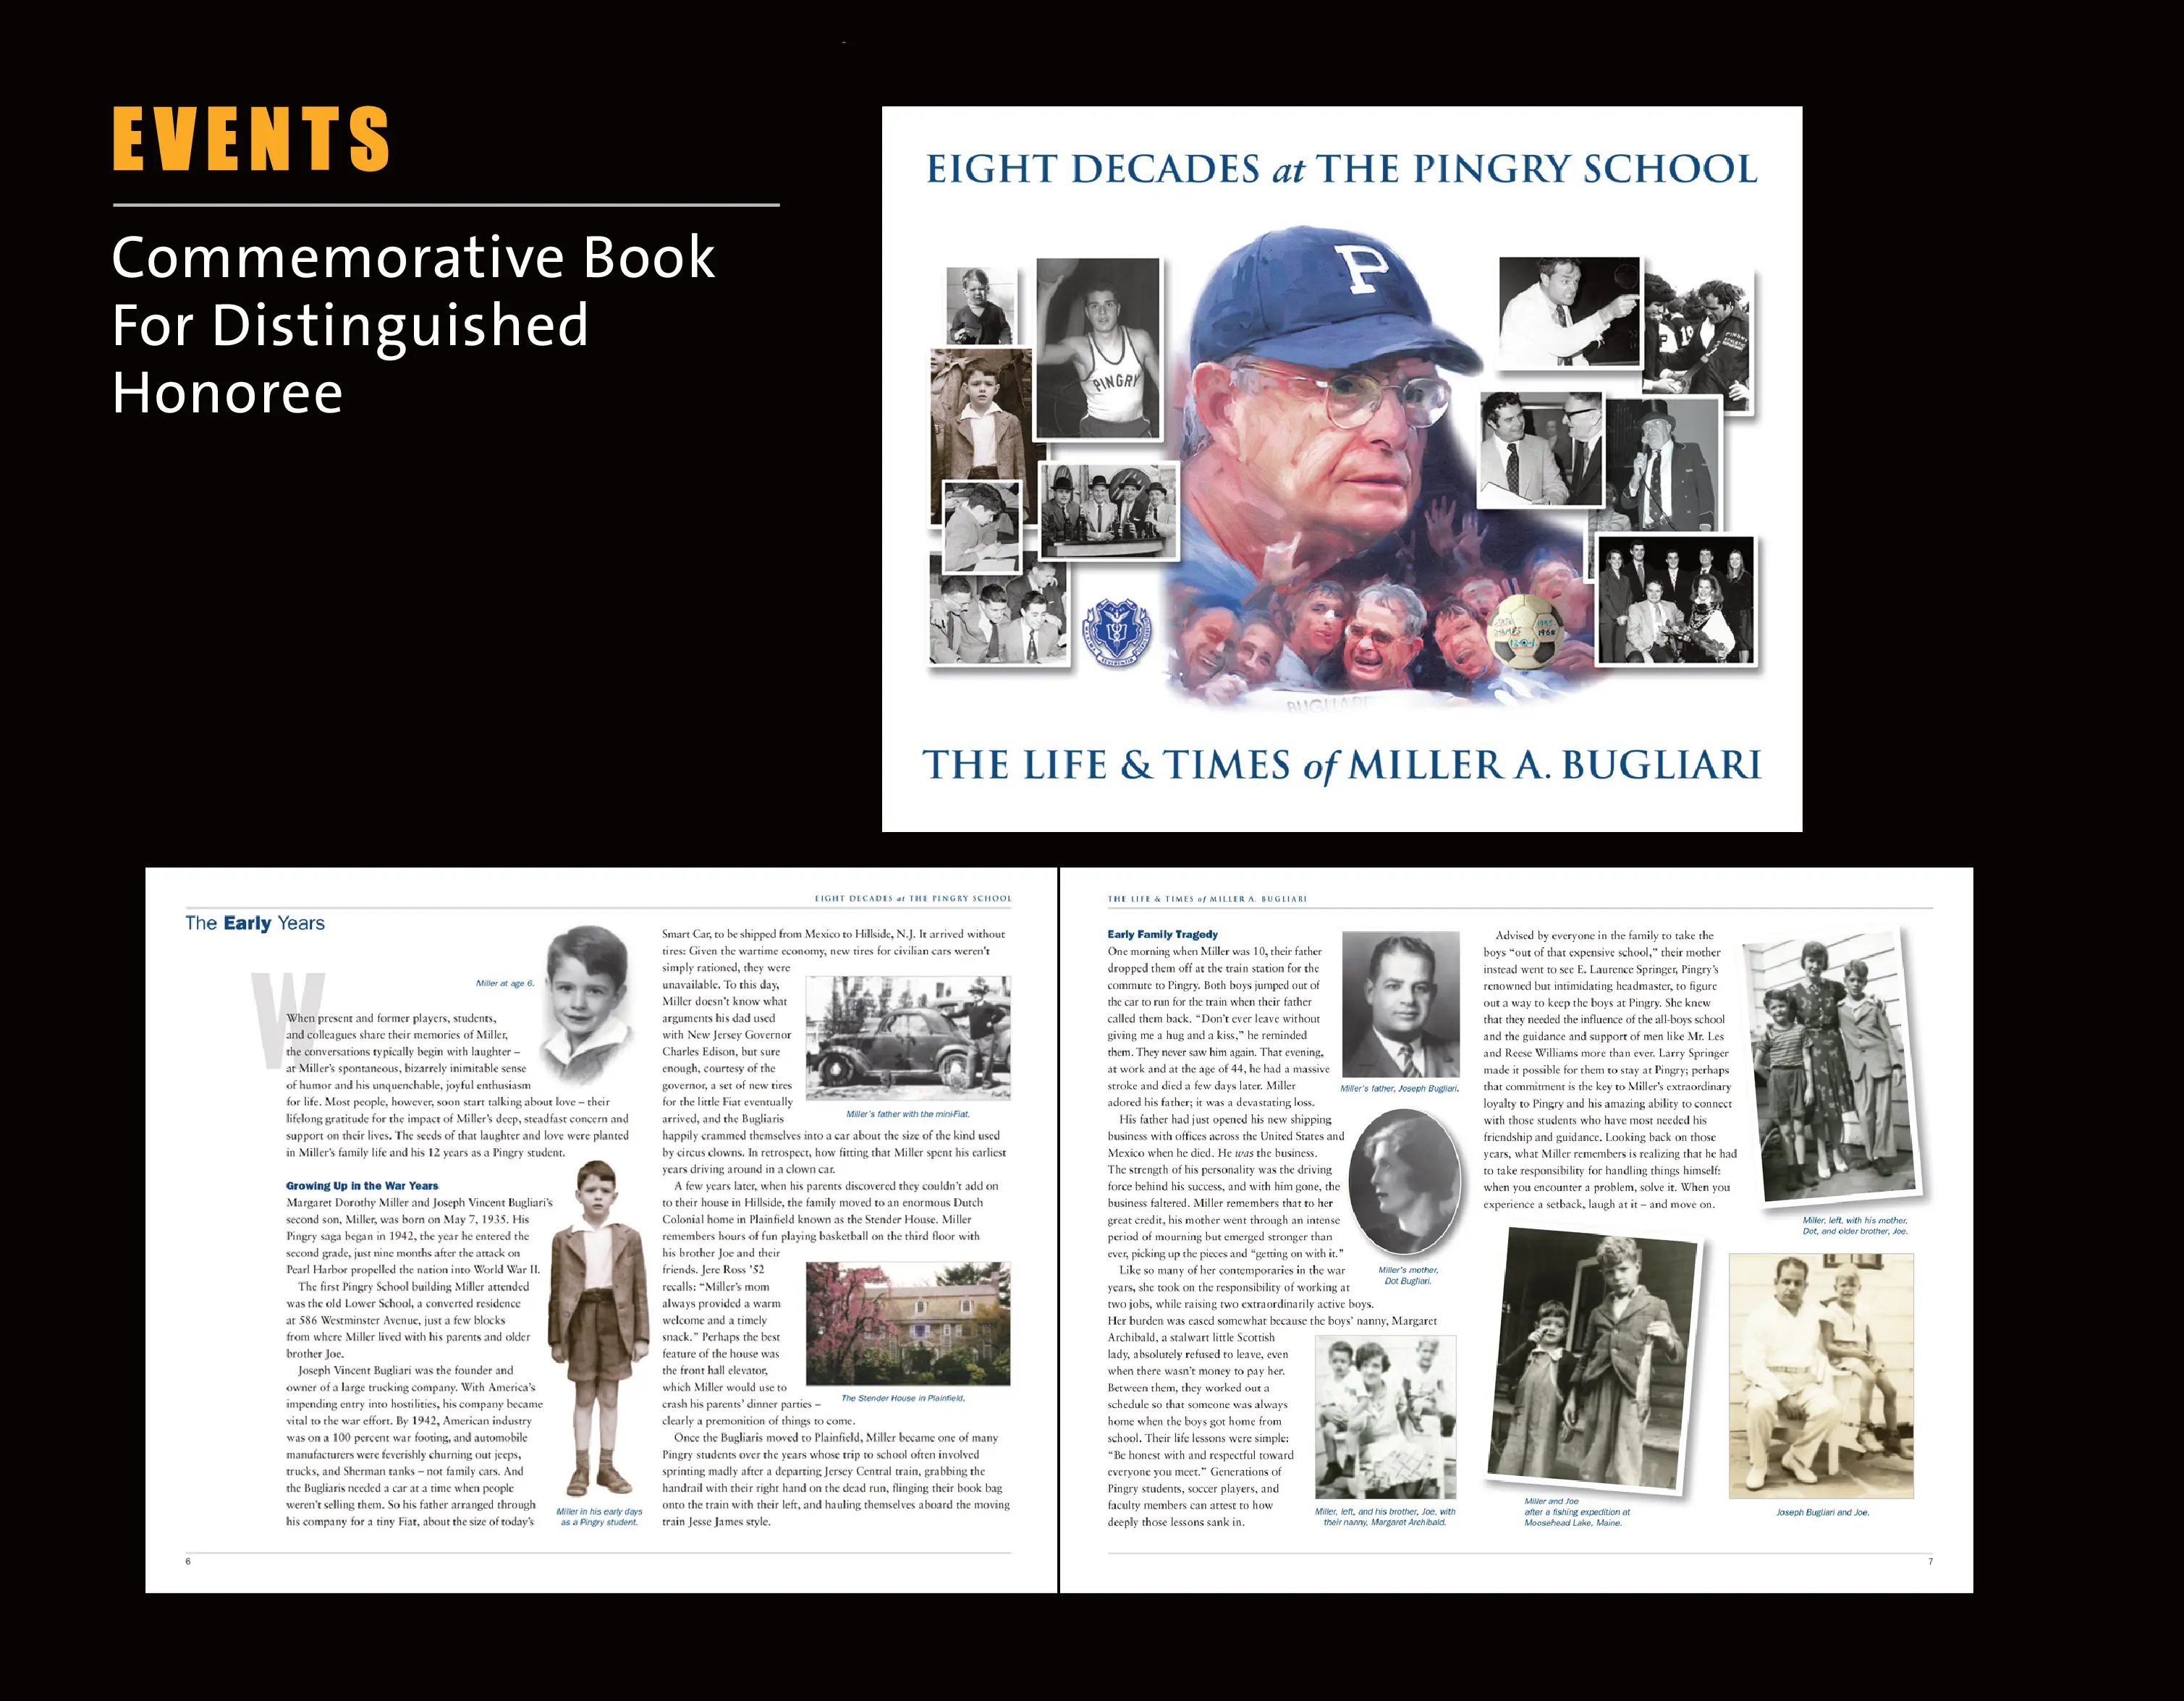 EVENTS
Commemorative Book
For Distinguished
Honoree
EIGHT DECADES at THE PINGRY SCHOOL
P
PINGRY
THE LIFE & TIMES of MILLER A. BUGLIARI
EIGHT DECADES at THE PINGRY SCHOOL
The Early Years
Miller at age 6.
When present and former players, students,
and colleagues share their memories of Miller,
the conversations typically begin with laughter –
at Miller's spontaneous, bizarrely inimitable sense
of humor and his unquenchable, joyful enthusiasm
for life. Most people, however, soon start talking about love – their
lifelong gratitude for the impact of Miller's deep, steadfast concern and
support on their lives. The seeds of that laughter and love were planted
in Miller's family life and his 12 years as a Pingry student.
Growing Up in the War Years
Margaret Dorothy Miller and Joseph Vincent Bugliari's
second son, Miller, was born on May 7, 1935. His
Pingry saga began in 1942, the year he entered the
second grade, just nine months after the attack on
Pearl Harbor propelled the nation into World War II.
The first Pingry School building Miller attended
was the old Lower School, a converted residence
at 586 Westminster Avenue, just a few blocks
from where Miller lived with his parents and older
brother Joe.
Joseph Vincent Bugliari was the founder and
owner of a large trucking company. With America's
impending entry into hostilities, his company became
vital to the war effort. By 1942, American industry
was on a 100 percent war footing, and automobile
manufacturers were feverishly churning out jeeps,
trucks, and Sherman tanks – not family cars. And
the Bugliaris needed a car at a time when people
weren't selling them. So his father arranged through
his company for a tiny Fiat, about the size of today's
Miller in his early days
as a Pingry student.
Smart Car, to be shipped from Mexico to Hillside, N.J. It arrived without
tires: Given the wartime economy, new tires for civilian cars weren't
simply rationed, they were
unavailable. To this day,
Miller doesn't know what
arguments his dad used
with New Jersey Governor
Charles Edison, but sure
enough, courtesy of the
governor, a set of new tires
for the little Fiat eventually
arrived, and the Bugliaris
happily crammed themselves into a car about the size of the kind used
by circus clowns. In retrospect, how fitting that Miller spent his earliest
years driving around in a clown car.
Miller's father with the mini-Fiat.
A few years later, when his parents discovered they couldn't add on
to their house in Hillside, the family moved to an enormous Dutch
Colonial home in Plainfield known as the Stender House. Miller
remembers hours of fun playing basketball on the third floor with
his brother Joe and their
friends. Jere Ross '52
recalls: "Miller's mom
always provided a warm
welcome and a timely
snack." Perhaps the best
feature of the house was
the front hall elevator,
which Miller would use to
crash his parents' dinner parties –
clearly a premonition of things to come.
The Stender House in Plainfield.
Once the Bugliaris moved to Plainfield, Miller became one of many
Pingry students over the years whose trip to school often involved
sprinting madly after a departing Jersey Central train, grabbing the
handrail with their right hand on the dead run, flinging their book bag
onto the train with their left, and hauling themselves aboard the moving
train Jesse James style.
6
THE LIFE & TIMES of MILLER A. BUGLIARI
Early Family Tragedy
One morning when Miller was 10, their father
dropped them off at the train station for the
commute to Pingry. Both boys jumped out of
the car to run for the train when their father
called them back. "Don't ever leave without
giving me a hug and a kiss," he reminded
them. They never saw him again. That evening,
at work and at the age of 44, he had a massive
stroke and died a few days later. Miller
adored his father; it was a devastating loss.
Miller's father, Joseph Bugliari.
His father had just opened his new shipping
business with offices across the United States and
Mexico when he died. He was the business.
The strength of his personality was the driving
force behind his success, and with him gone, the
business faltered. Miller remembers that to her
great credit, his mother went through an intense
period of mourning but emerged stronger than
ever, picking up the pieces and "getting on with it."
Miller's mother,
Dot Bugliari.
Like so many of her contemporaries in the war
years, she took on the responsibility of working at
two jobs, while raising two extraordinarily active boys.
Her burden was eased somewhat because the boys' nanny, Margaret
Archibald, a stalwart little Scottish
lady, absolutely refused to leave, even
when there wasn't money to pay her.
Between them, they worked out a
schedule so that someone was always
home when the boys got home from
school. Their life lessons were simple:
"Be honest with and respectful toward
everyone you meet." Generations of
Pingry students, soccer players, and
faculty members can attest to how
deeply those lessons sank in.
Miller, left, and his brother, Joe, with
their nanny, Margaret Archibald.
Advised by everyone in the family to take the
boys "out of that expensive school," their mother
instead went to see E. Laurence Springer, Pingry's
renowned but intimidating headmaster, to figure
out a way to keep the boys at Pingry. She knew
that they needed the influence of the all-boys school
and the guidance and support of men like Mr. Les
and Reese Williams more than ever. Larry Springer
made it possible for them to stay at Pingry; perhaps
that commitment is the key to Miller's extraordinary
loyalty to Pingry and his amazing ability to connect
with those students who have most needed his
friendship and guidance. Looking back on those
years, what Miller remembers is realizing that he had
to take responsibility for handling things himself:
when you encounter a problem, solve it. When you
experience a setback, laugh at it – and move on.
Miller, left, with his mother,
Dot, and older brother, Joe.
Miller and Joe
after a fishing expedition at
Moosehead Lake, Maine.
Joseph Bugliari and Joe.
7